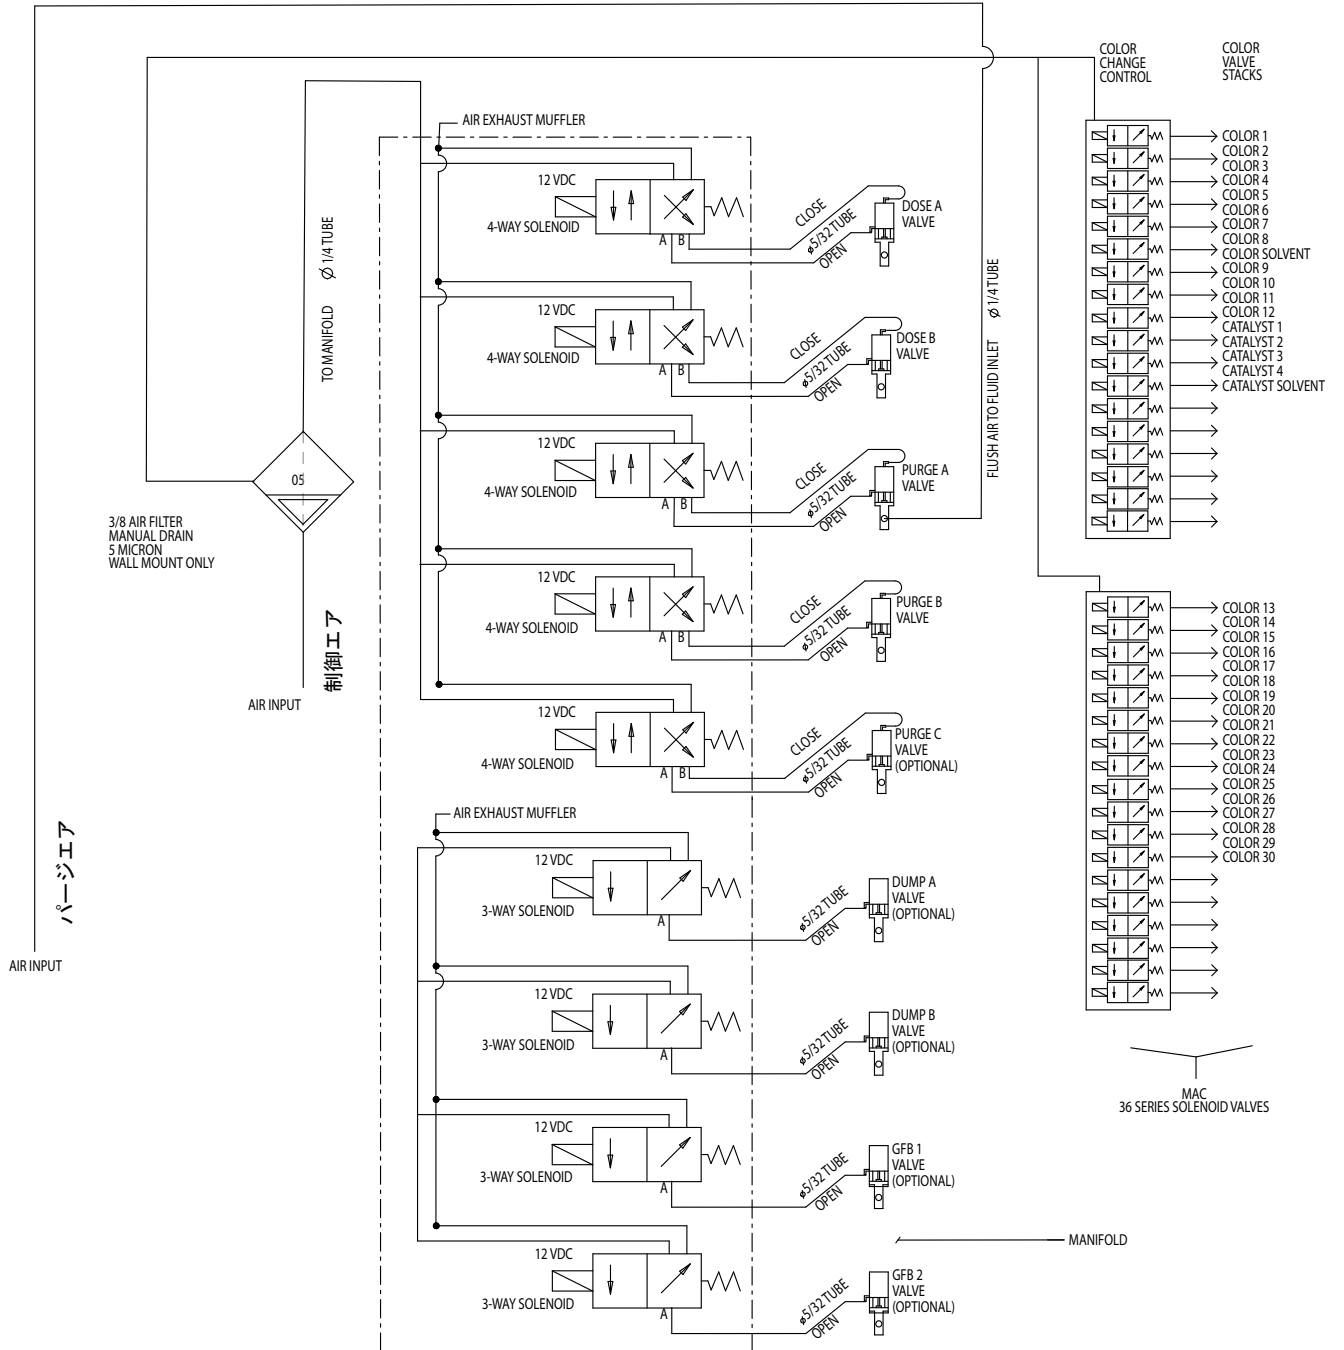 COLOR
CHANGE
CONTROL
COLOR
VALVE
STACKS
AIR EXHAUST MUFFLER
12 VDC
4-WAY SOLENOID
A B
CLOSE
ø5/32 TUBE
OPEN
DOSE A
VALVE
12 VDC
4-WAY SOLENOID
A B
CLOSE
ø5/32 TUBE
OPEN
DOSE B
VALVE
12 VDC
4-WAY SOLENOID
A B
CLOSE
ø5/32 TUBE
OPEN
PURGE A
VALVE
12 VDC
4-WAY SOLENOID
A B
CLOSE
ø5/32 TUBE
OPEN
PURGE B
VALVE
12 VDC
4-WAY SOLENOID
A B
CLOSE
ø5/32 TUBE
OPEN
PURGE C
VALVE
(OPTIONAL)
AIR EXHAUST MUFFLER
12 VDC
3-WAY SOLENOID
A
ø5/32 TUBE
OPEN
DUMP A
VALVE
(OPTIONAL)
12 VDC
3-WAY SOLENOID
A
ø5/32 TUBE
OPEN
DUMP B
VALVE
(OPTIONAL)
12 VDC
3-WAY SOLENOID
A
ø5/32 TUBE
OPEN
GFB 1
VALVE
(OPTIONAL)
12 VDC
3-WAY SOLENOID
A
ø5/32 TUBE
OPEN
GFB 2
VALVE
(OPTIONAL)
MANIFOLD
TO MANIFOLD Ø 1/4 TUBE
05
3/8 AIR FILTER
MANUAL DRAIN
5 MICRON
WALL MOUNT ONLY
制御エア
AIR INPUT
パージエア
AIR INPUT
FLUSH AIR TO FLUID INLET Ø 1/4 TUBE
COLOR 1
COLOR 2
COLOR 3
COLOR 4
COLOR 5
COLOR 6
COLOR 7
COLOR 8
COLOR SOLVENT
COLOR 9
COLOR 10
COLOR 11
COLOR 12
CATALYST 1
CATALYST 2
CATALYST 3
CATALYST 4
CATALYST SOLVENT
COLOR 13
COLOR 14
COLOR 15
COLOR 16
COLOR 17
COLOR 18
COLOR 19
COLOR 20
COLOR 21
COLOR 22
COLOR 23
COLOR 24
COLOR 25
COLOR 26
COLOR 27
COLOR 28
COLOR 29
COLOR 30
MAC
36 SERIES SOLENOID VALVES